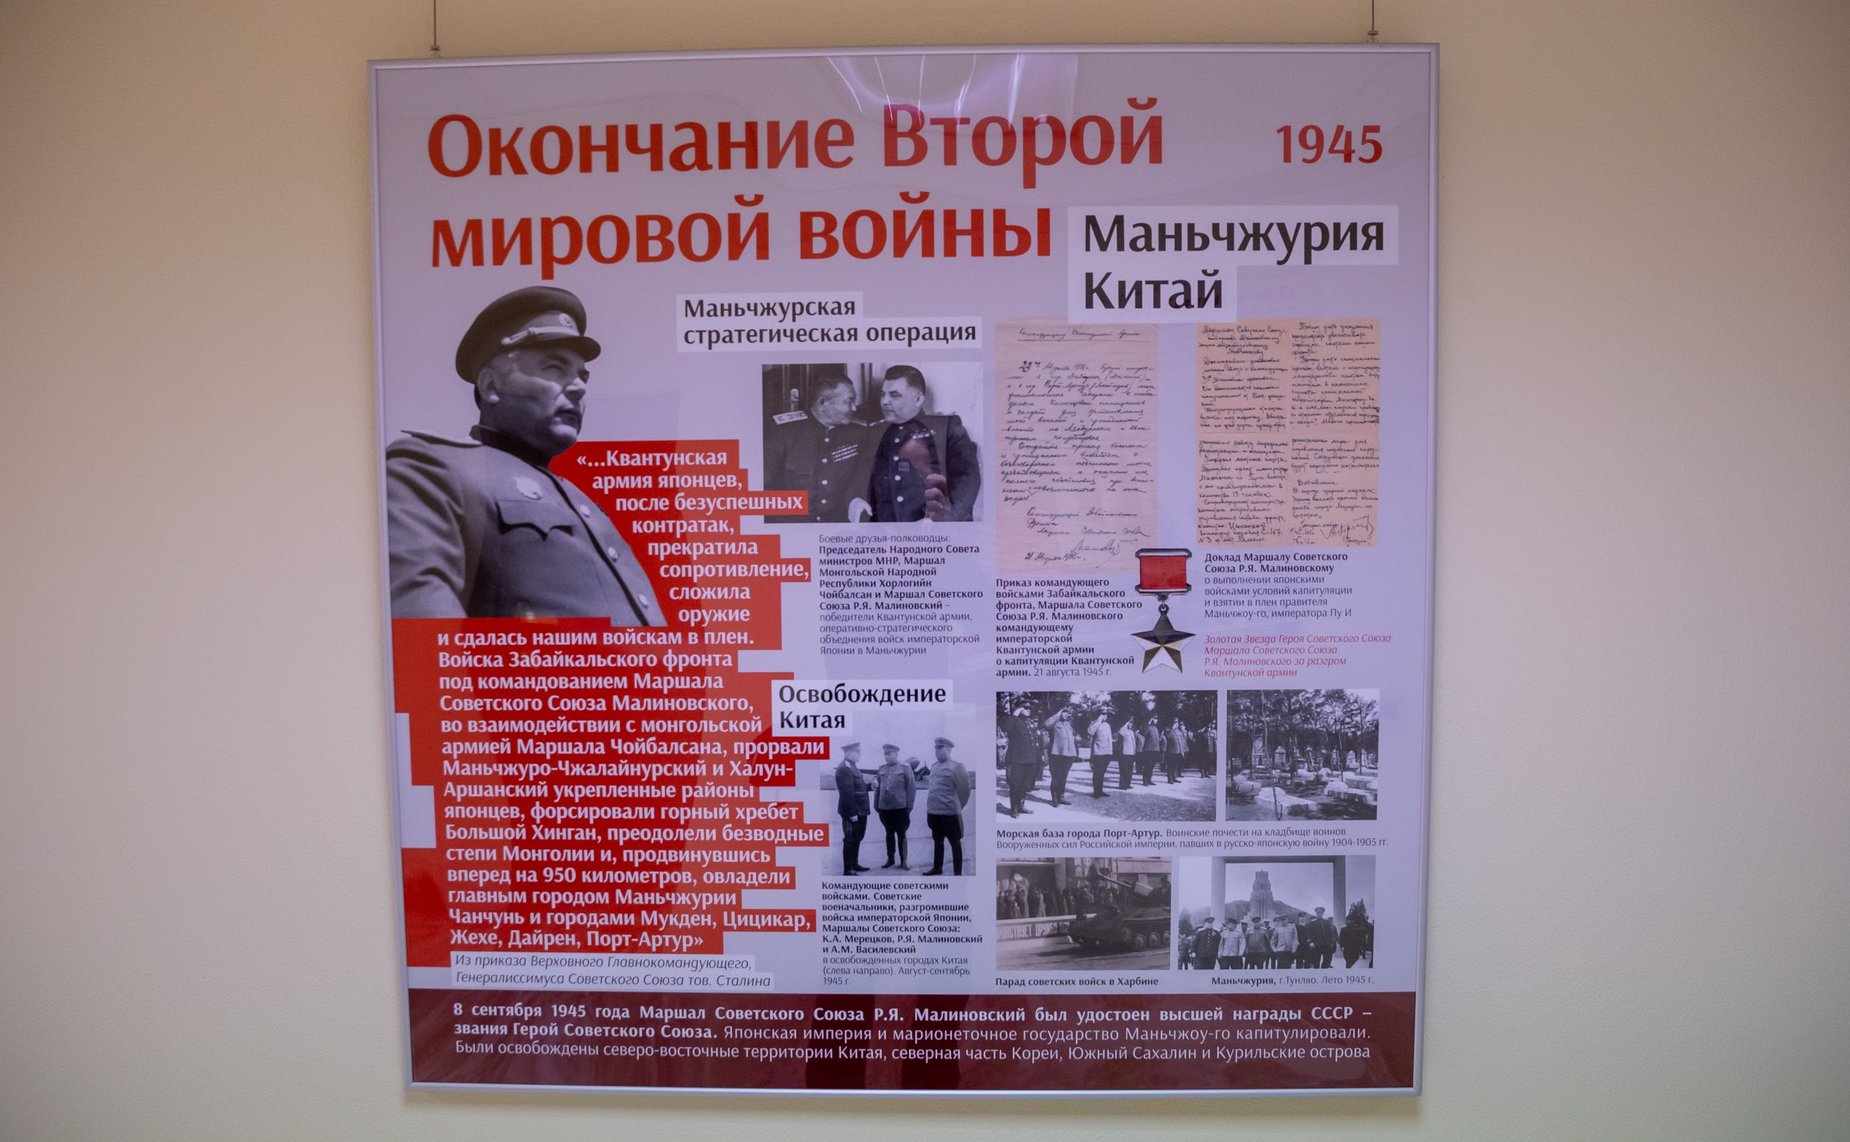 Окончание Второй
мировой войны
1945
Маньчжурия
Китай
Маньчжурская
стратегическая операция
«...Квантунская
армия японцев,
после безуспешных
контратак,
прекратила
сопротивление,
сложила
оружие
и сдалась нашим войскам в плен.
Войска Забайкальского фронта
под командованием Маршала
Советского Союза Малиновского,
во взаимодействии с монгольской
армией Маршала Чойбалсана, прорвали
Маньчжуро-Чжалайнурский и Халун-
Аршанский укрепленные районы
японцев, форсировали горный хребет
Большой Хинган, преодолели безводные
степи Монголии и, продвинувшись
вперед на 950 километров, овладели
главным городом Маньчжурии
Чанчунь и городами Мукден, Цицикар,
Жехе, Дайрен, Порт-Артур»
Из приказа Верховного Главнокомандующего,
Генералиссимуса Советского Союза тов. Сталина
Боевые друзья-полководцы:
Председатель Народного Совета
министров МНР, Маршал
Монгольской Народной
Республики Хорлогийн
Чойбалсан и Маршал Советского
Союза Р.Я. Малиновский –
победители Квантунской армии,
оперативно-стратегического
объеднения войск императорской
Японии в Маньчжурии
Освобождение
Китая
Командующие советскими
войсками. Советские
военачальники, разгромившие
войска императорской Японии,
Маршалы Советского Союза:
К.А. Мерецков, Р.Я. Малиновский
и А.М. Василевский
в освобожденных городах Китая
(слева направо). Август-сентябрь
1945 г.
Приказ командующего
войсками Забайкальского
фронта, Маршала Советского
Союза Р.Я. Малиновского
командующему
императорской
Квантунской армии
о капитуляции Квантунской
армии. 21 августа 1945 г.
Доклад Маршалу Советского
Союза Р.Я. Малиновскому
о выполнении японскими
войсками условий капитуляции
и взятии в плен правителя
Маньчжоу-го, императора Пу И
Золотая Звезда Героя Советского Союза
Маршала Советского Союза
Р.Я. Малиновского за разгром
Квантунской армии
Морская база города Порт-Артур. Воинские почести на кладбище воинов
Вооруженных сил Российской империи, павших в русско-японскую войну 1904-1905 гг.
Парад советских войск в Харбине
Маньчжурия, г.Тунляо. Лето 1945 г.
8 сентября 1945 года Маршал Советского Союза Р.Я. Малиновский был удостоен высшей награды СССР –
звания Герой Советского Союза. Японская империя и марионеточное государство Маньчжоу-го капитулировали.
Были освобождены северо-восточные территории Китая, северная часть Кореи, Южный Сахалин и Курильские острова